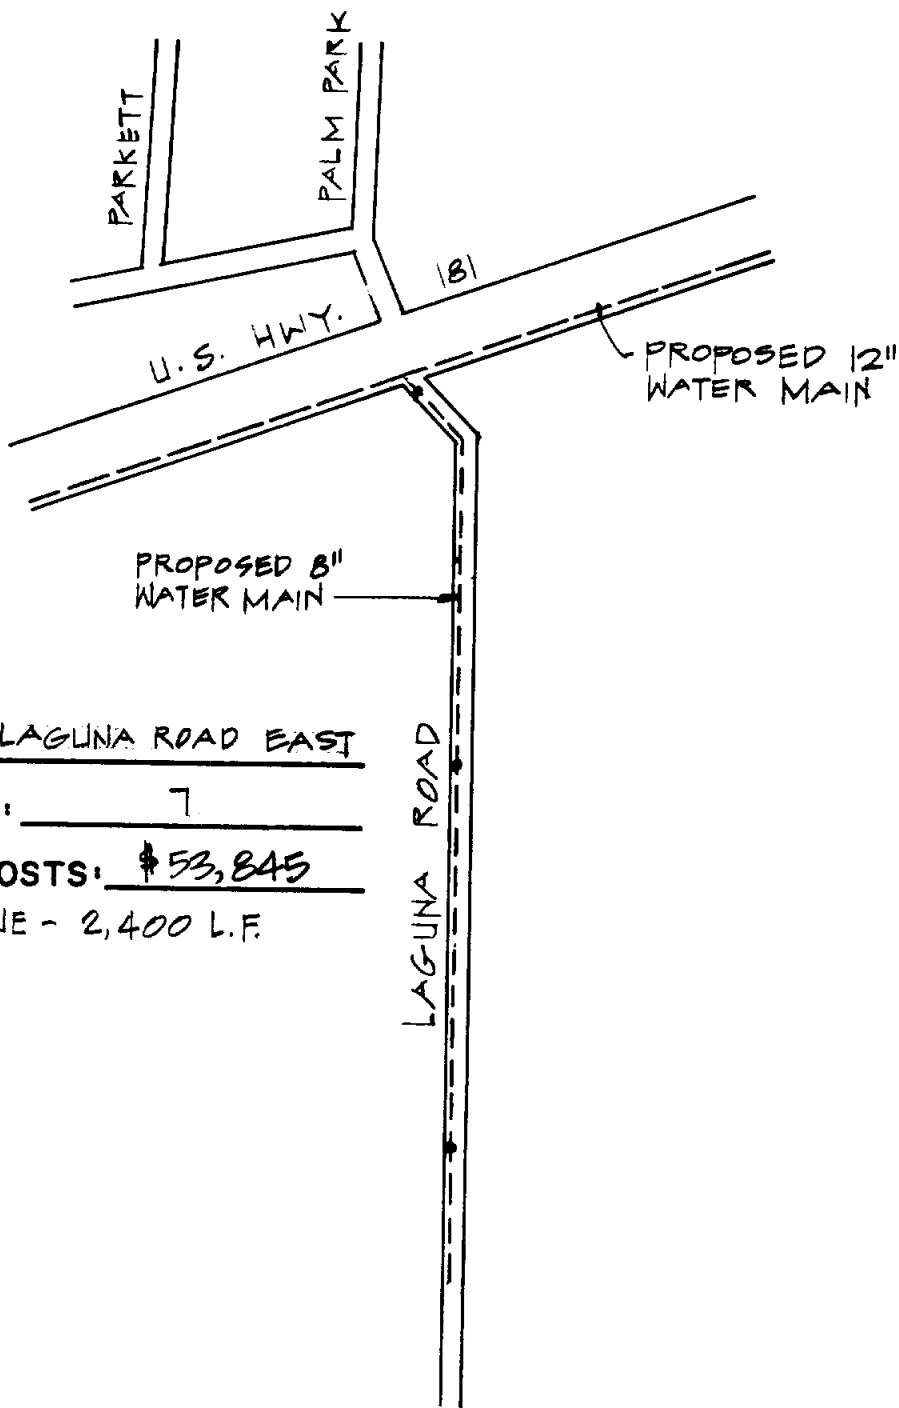 PARKETT
PALM PARK
U.S. HWY. 181
PROPOSED 12"
WATER MAIN
PROPOSED 8"
WATER MAIN
LAGUNA ROAD
LAGUNA ROAD EAST
: 7
OSTS: $53,845
NE - 2,400 L.F.